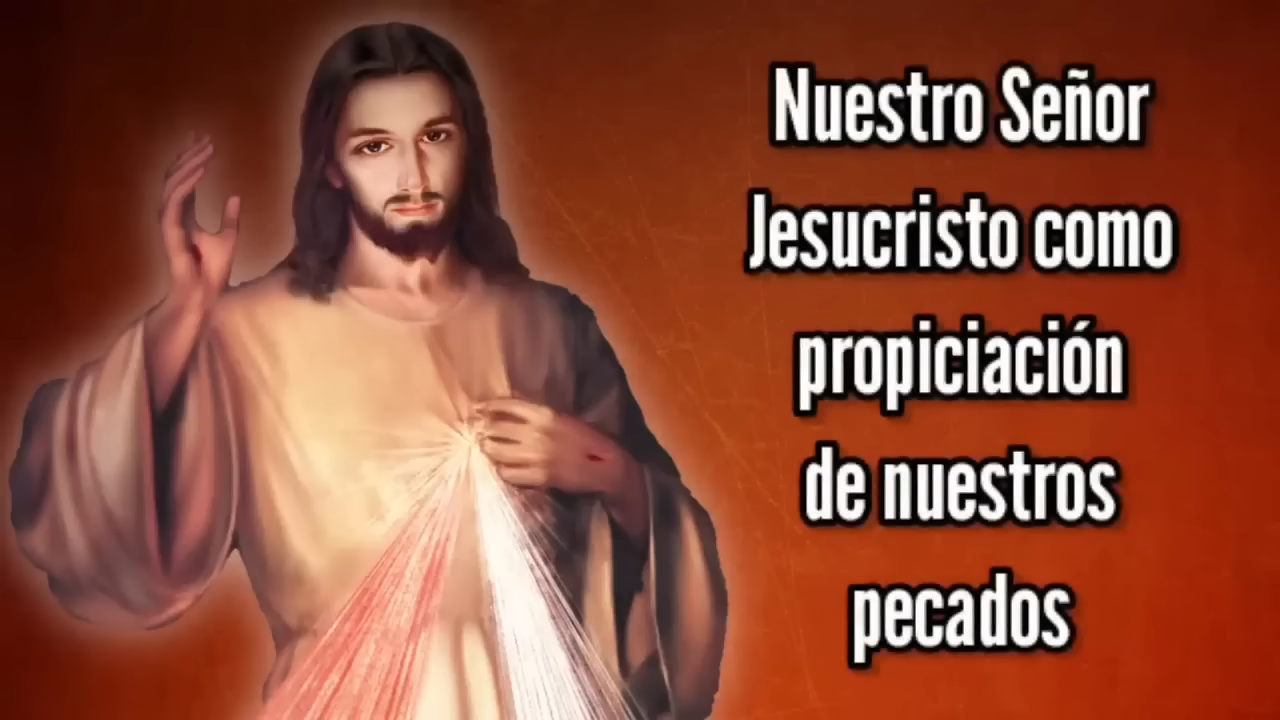 Nuestro Señor
Jesucristo como
propiciación
de nuestros
pecados